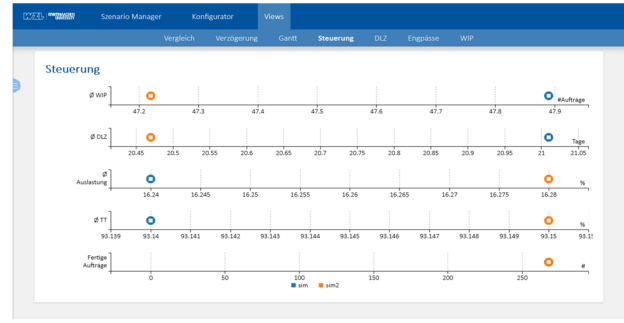 Szenario Manager Konfigurator Views
Vergleich Verzögerung Gantt Steuerung DLZ Engpässe WIP
Steuerung
Ø WIP
#Aufträge
47.2 47.3 47.4 47.5 47.6 47.7 47.8 47.9
Ø DLZ
Tage
20.45 20.5 20.55 20.6 20.65 20.7 20.75 20.8 20.85 20.9 20.95 21 21.05
Ø
Auslastung
%
16.24 16.245 16.25 16.255 16.26 16.265 16.27 16.275 16.28
Ø TT
%
93.139 93.14 93.141 93.142 93.143 93.144 93.145 93.146 93.147 93.148 93.149 93.15 93.15
Fertige
Aufträge
#
0 50 100 150 200 250
sim sim2